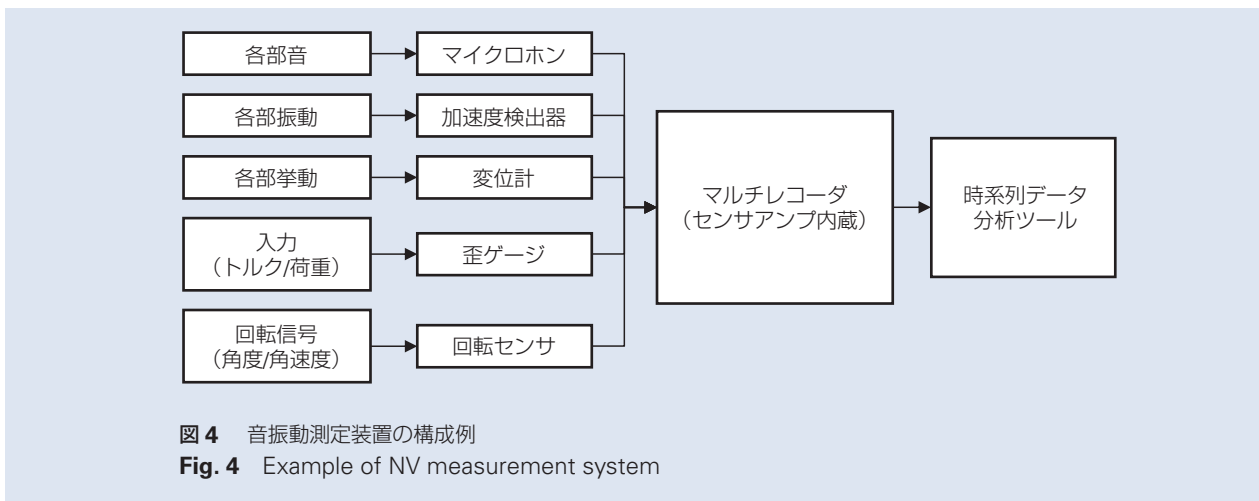 各部音
マイクロホン
各部振動
加速度検出器
各部挙動
変位計
入力
（トルク/荷重）
歪ゲージ
回転信号
（角度/角速度）
回転センサ
マルチレコーダ
（センサアンプ内蔵）
時系列データ
分析ツール
図 4 音振動測定装置の構成例
Fig. 4 Example of NV measurement system